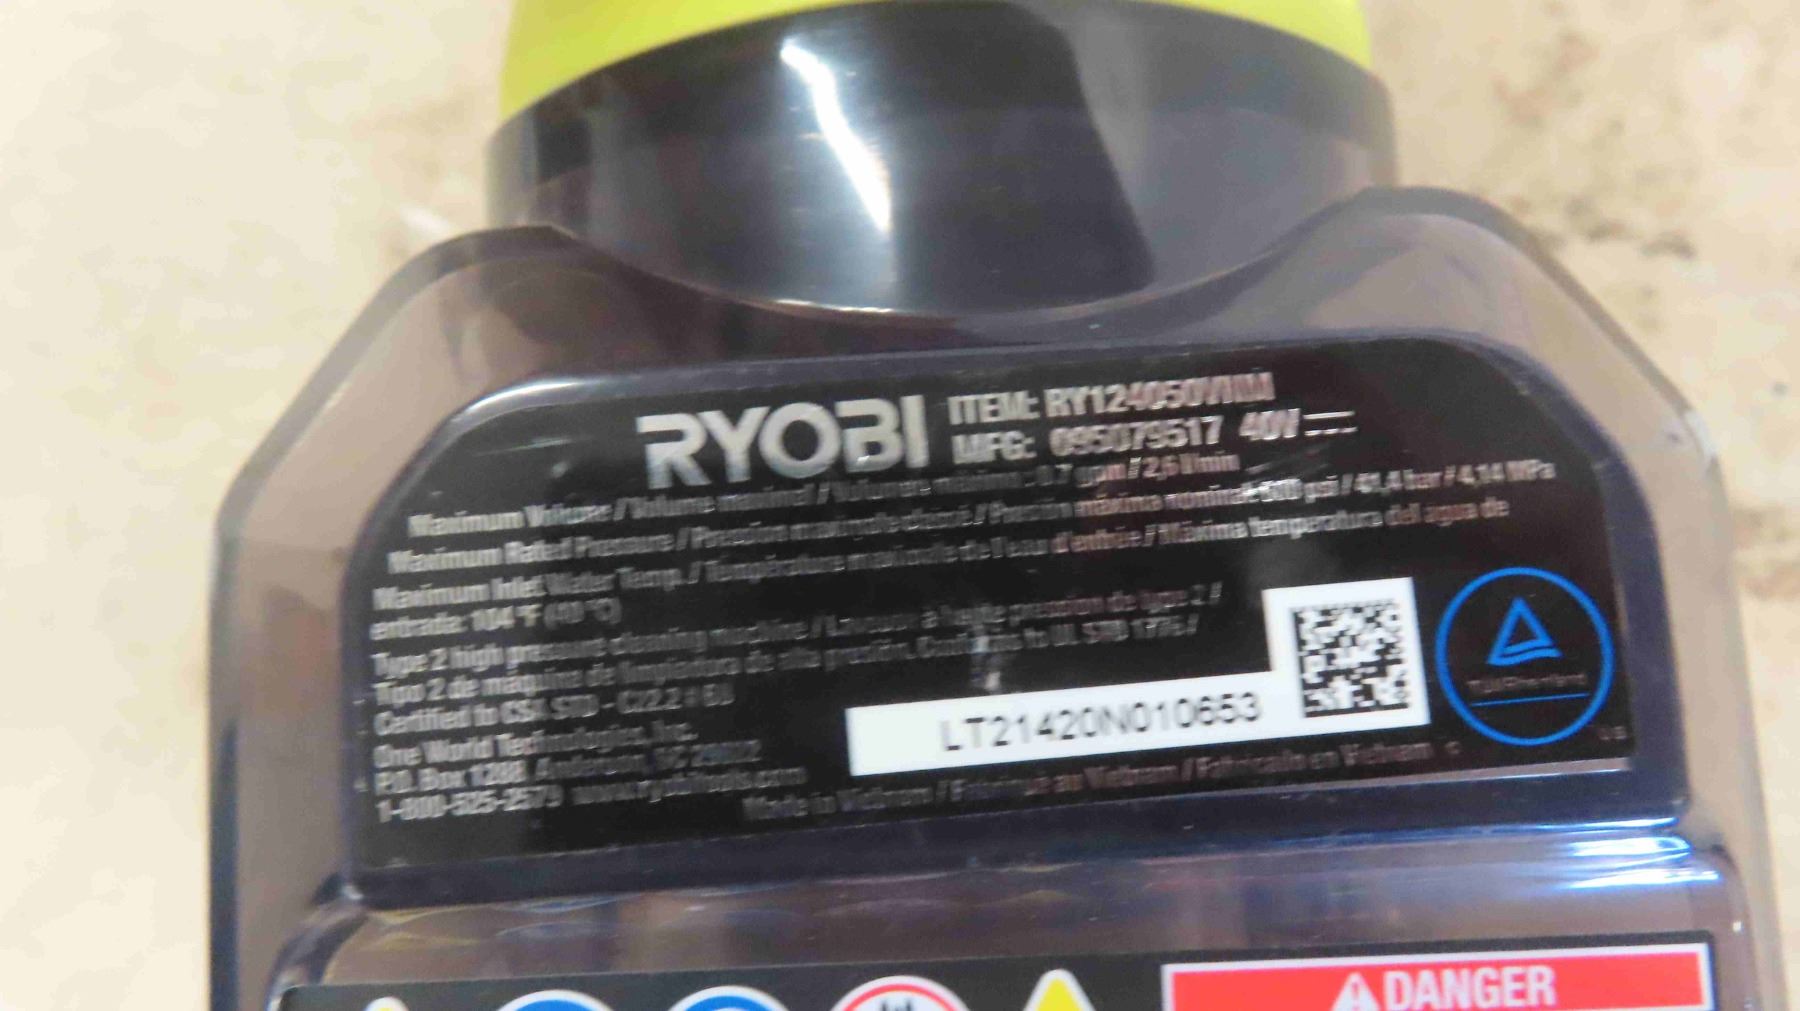 RYOBI
ITEM: RY124050VNM
MFG: 095079517 40V
Maximum Volume / Volume maximal / Volumen máximo: 0.7 gpm / 2,6 l/min
Maximum Rated Pressure / Pression maximale / Presión máxima nominal: 600 psi / 41,4 bar / 4,14 MPa
Maximum Inlet Water Temp. / Température maximale de l'eau d'entrée / Máxima temperatura del agua de
entrada: 104 °F (40 °C)
Type 2 high pressure cleaning machine / Laveur à haute pression de type 2 /
Tipo 2 de máquina de limpiadora de alta presión. Conforms to UL STD 1776 /
Certified to CSA STD - C22.2
One World Technologies, Inc.
P.O. Box 1288, Anderson, SC 29622
1-800-525-2579 www.ryobitools.com
LT21420N010653
Made in Vietnam / Fabriqué au Vietnam / Fabricado en Vietnam
US
DANGER